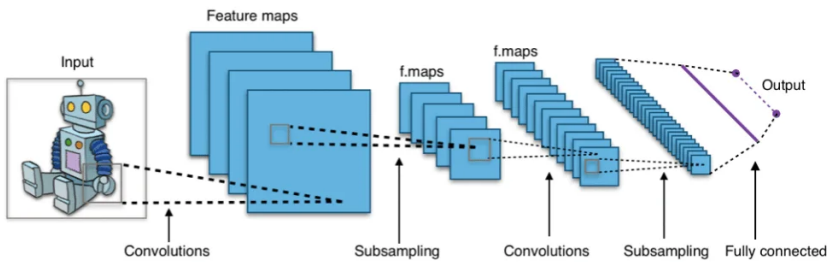 Feature maps
Input
f.maps
f.maps
Output
Convolutions
Subsampling
Convolutions
Subsampling
Fully connected